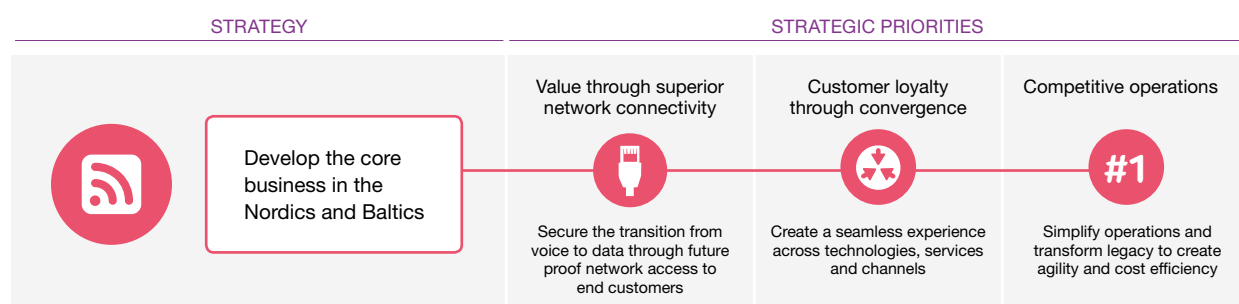 STRATEGY
STRATEGIC PRIORITIES
Develop the core
business in the
Nordics and Baltics
Value through superior
network connectivity
Secure the transition from
voice to data through future
proof network access to
end customers
Customer loyalty
through convergence
Create a seamless experience
across technologies, services
and channels
Competitive operations
#1
Simplify operations and
transform legacy to create
agility and cost efficiency